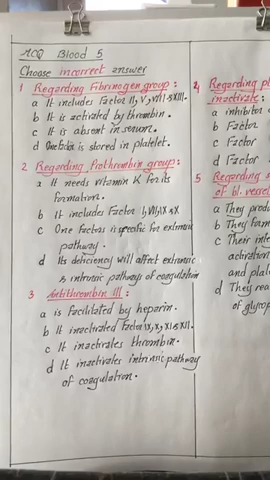 MCQ Blood 5
Choose incorrect answer
1 Regarding Fibrinogen group:
a It includes Factor I, V, VIII & XIII.
b It is activated by thrombin.
c It is absent in serum.
d One factor is stored in platelet.
2 Regarding Prothrombin group:
a It needs vitamin K for its
formation.
b It includes Factor II, VII, IX & X
c One Factors is specific for extrinsic
pathway.
d Its deficiency will affect extrinsic
& intrinsic pathways of coagulation
3 Antithrombin III:
a is Facilitated by heparin.
b It inactivated Factor IX, X, XI & XII.
c It inactivates thrombin.
d It inactivates intrinsic pathway
of coagulation.
4 Regarding
inactivate:
a inhibitor
b Factor
c Factor
d Factor
5 Regarding
of bl. vessel
a They
b They form
c Their
activation
and
d They
of